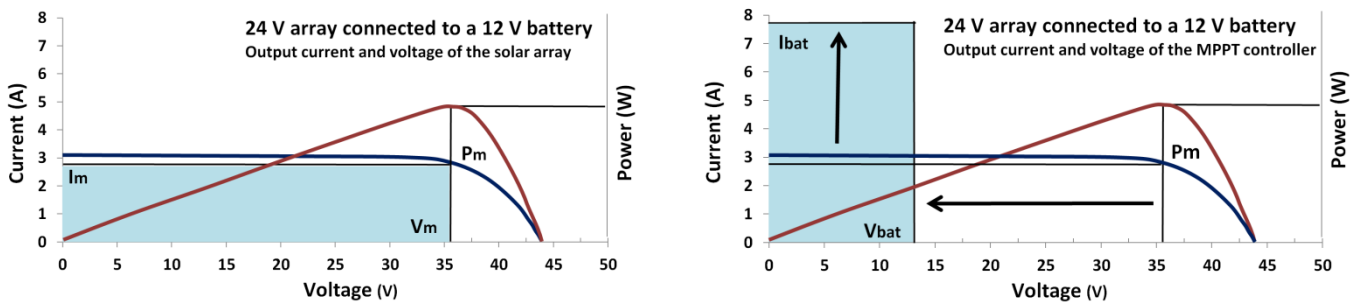 24 V array connected to a 12 V battery
Output current and voltage of the solar array
Current (A)
8
7
6
5
4
3
2
1
0
Im
Vm
Pm
Power (W)
0 5 10 15 20 25 30 35 40 45 50
Voltage (V)
24 V array connected to a 12 V battery
Output current and voltage of the MPPT controller
Current (A)
8
7
6
5
4
3
2
1
0
Ibat
Vbat
Pm
Power (W)
0 5 10 15 20 25 30 35 40 45 50
Voltage (V)